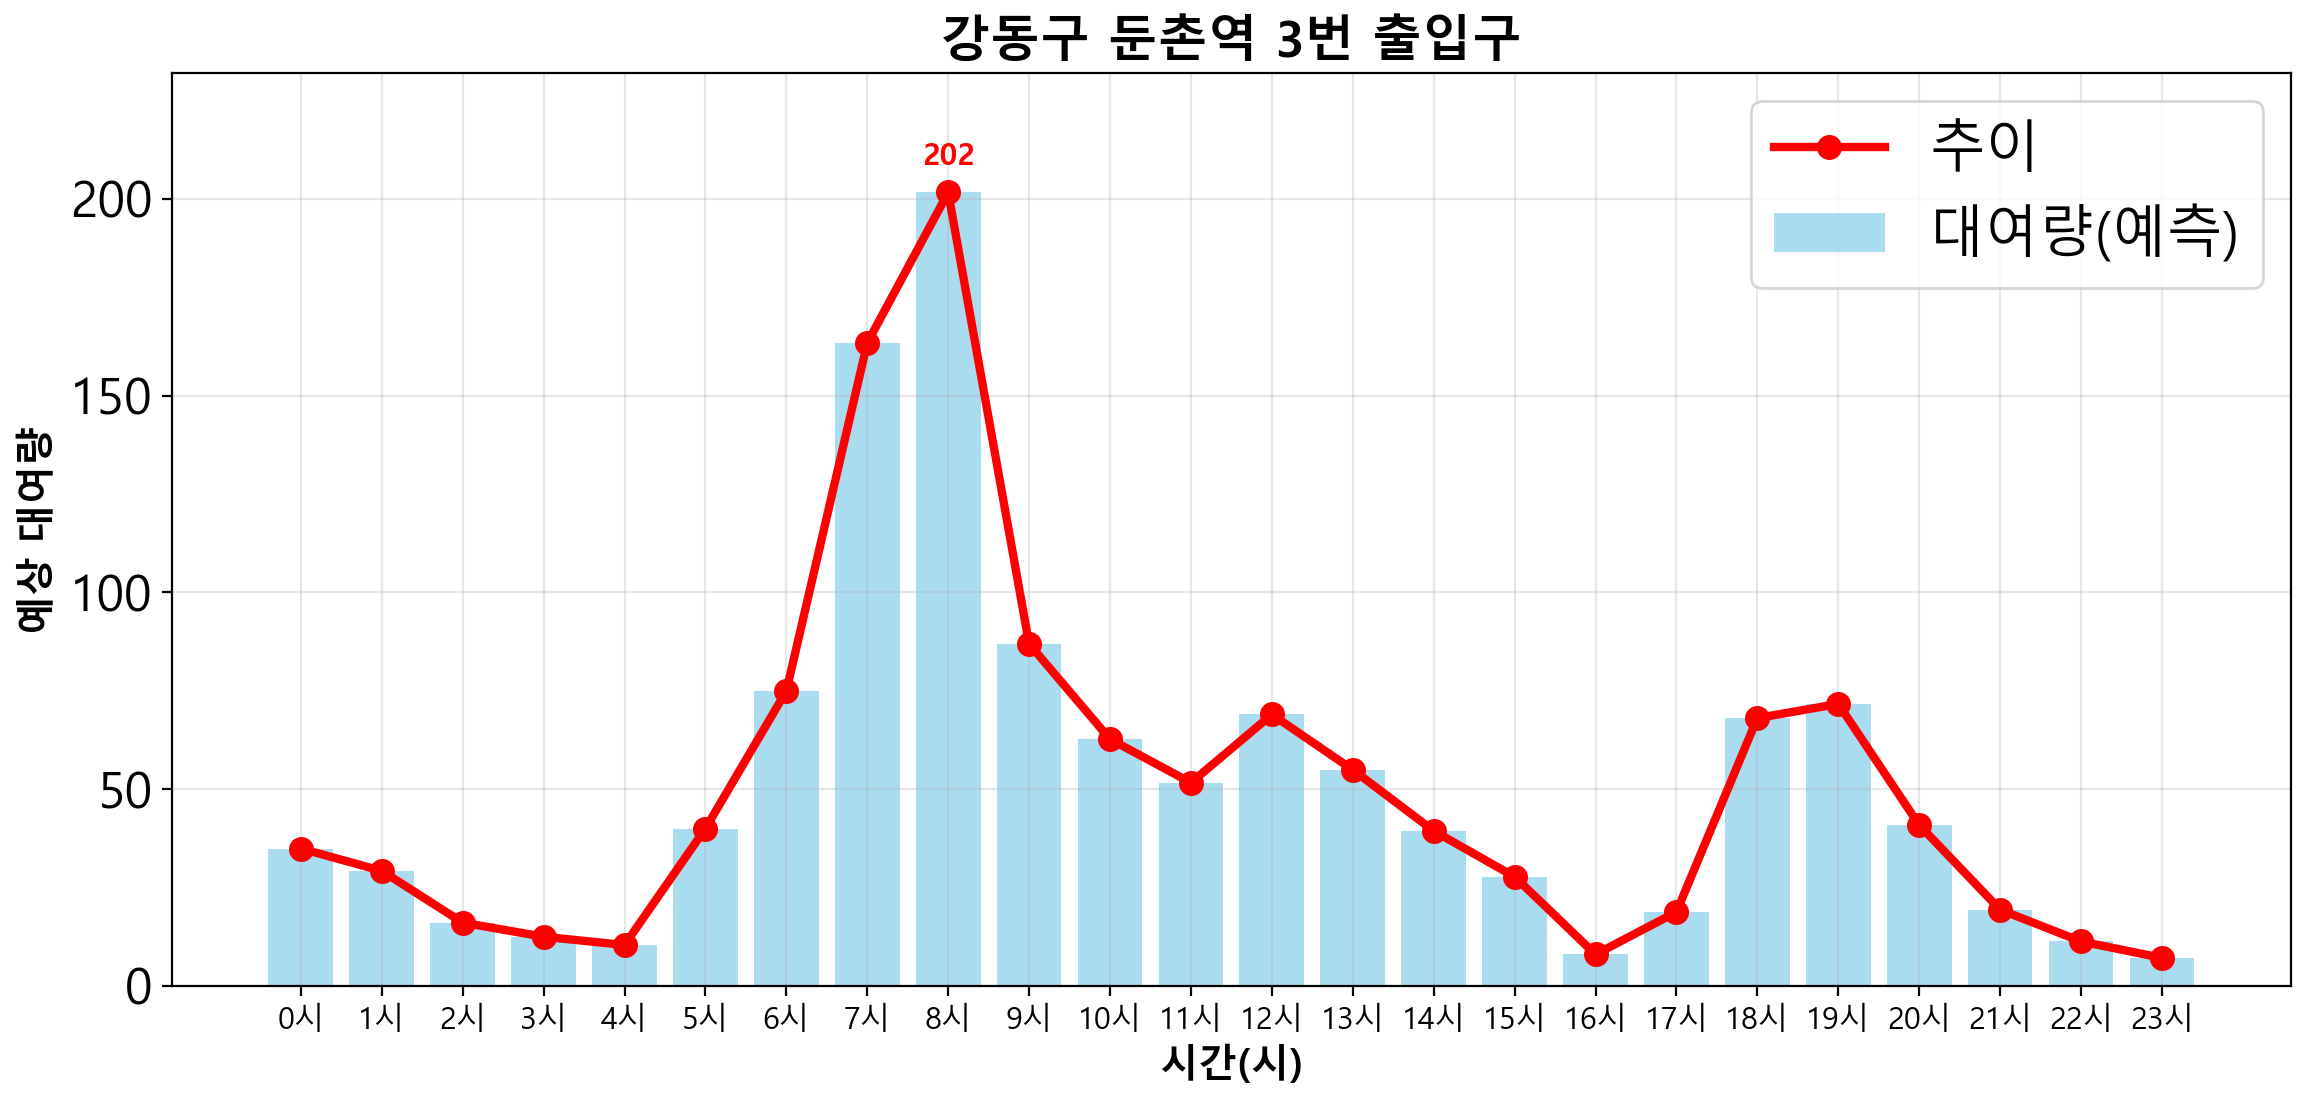 강동구 둔촌역 3번 출입구
추이
대여량(예측)
202
예상 대여량
200
150
100
50
0
0시 1시 2시 3시 4시 5시 6시 7시 8시 9시 10시 11시 12시 13시 14시 15시 16시 17시 18시 19시 20시 21시 22시 23시
시간(시)